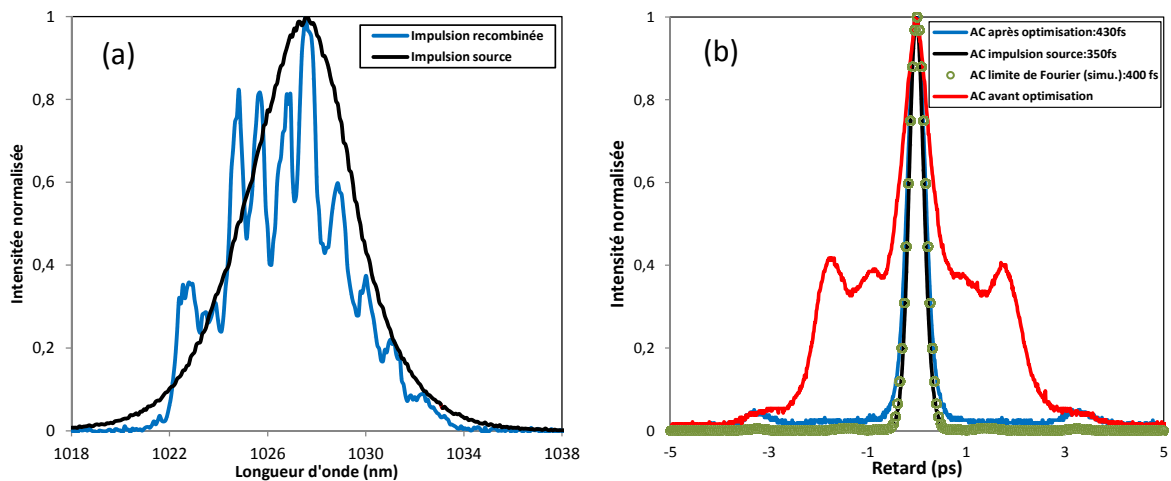 (a)
Impulsion recombinée
Impulsion source
Intensitée normalisée
1
0,8
0,6
0,4
0,2
0
1018
1022
1026
1030
1034
1038
Longueur d'onde (nm)
(b)
AC après optimisation:430fs
AC impulsion source:350fs
AC limite de Fourier (simu.):400 fs
AC avant optimisation
Intensité normalisée
1
0,8
0,6
0,4
0,2
0
-5
-3
-1
1
3
5
Retard (ps)